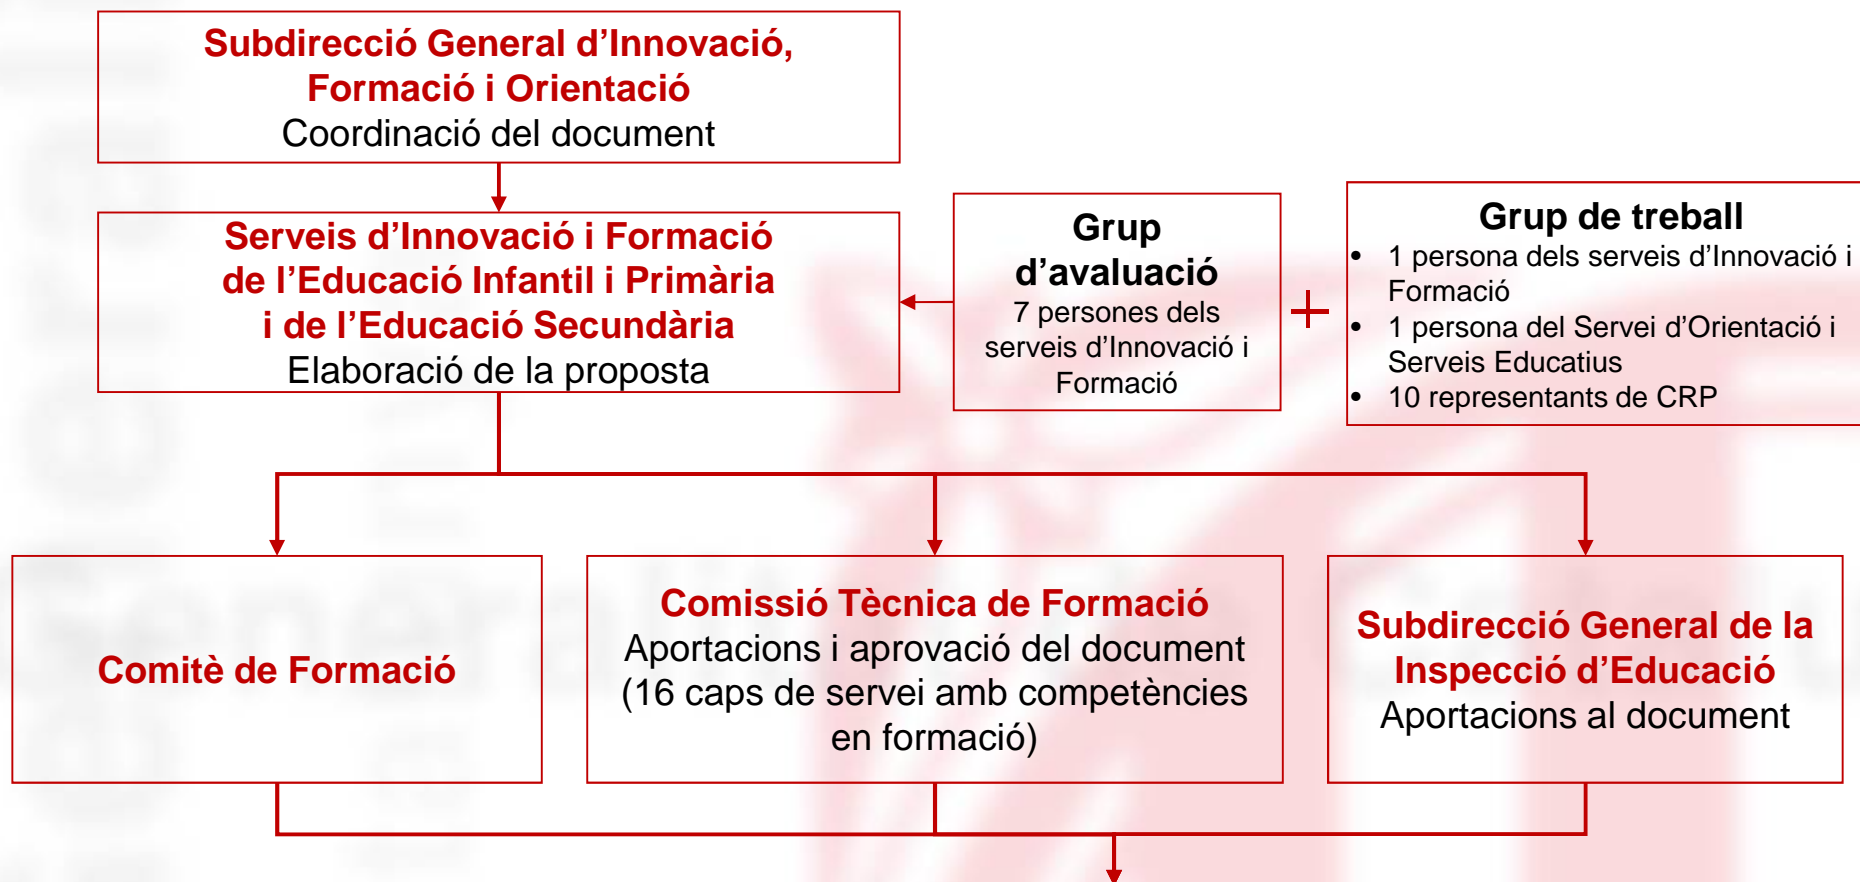 Subdirecció General d’Innovació,
Formació i Orientació
Coordinació del document
Serveis d’Innovació i Formació
de l’Educació Infantil i Primària
i de l’Educació Secundària
Elaboració de la proposta
Grup
d’avaluació
7 persones dels
serveis d’Innovació i
Formació
+
Grup de treball
• 1 persona dels serveis d’Innovació i
Formació
• 1 persona del Servei d’Orientació i
Serveis Educatius
• 10 representants de CRP
Comitè de Formació
Comissió Tècnica de Formació
Aportacions i aprovació del document
(16 caps de servei amb competències
en formació)
Subdirecció General de la
Inspecció d’Educació
Aportacions al document